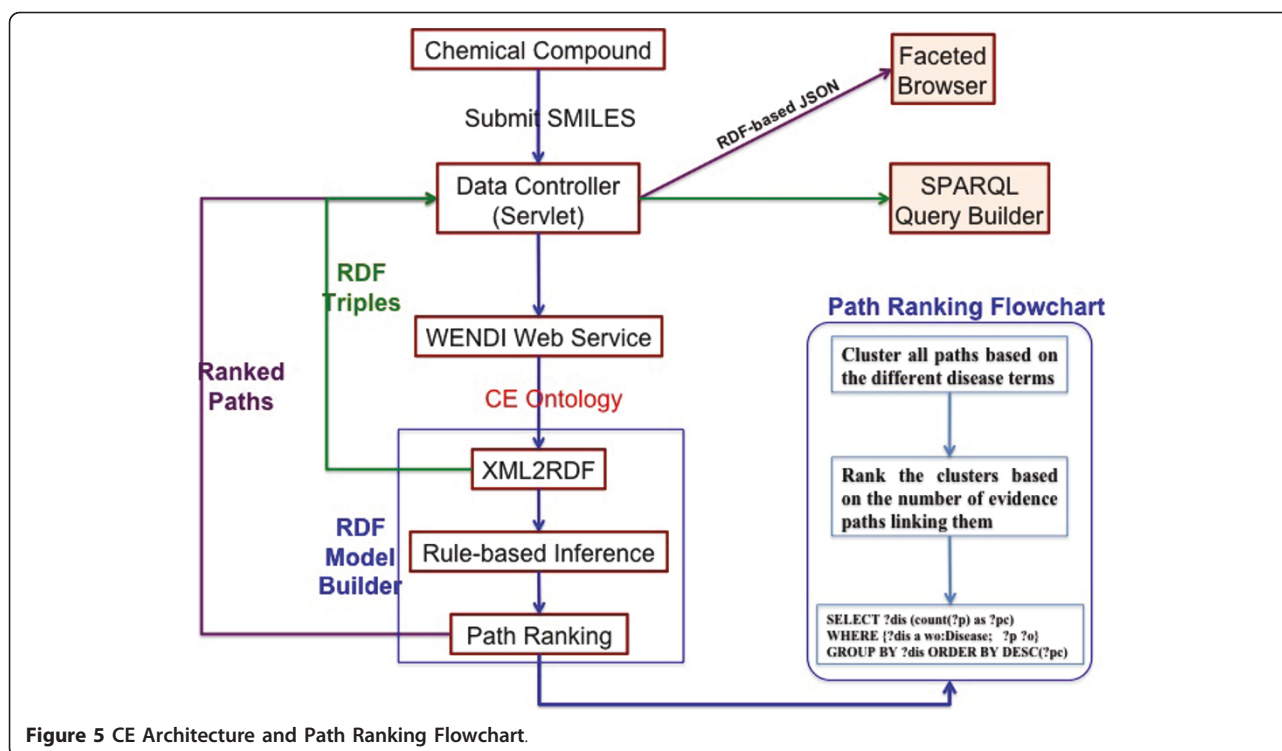 Chemical Compound
Submit SMILES
Data Controller
(Servlet)
RDF-based JSON
Faceted
Browser
SPARQL
Query Builder
RDF
Triples
Ranked
Paths
WENDI Web Service
CE Ontology
XML2RDF
RDF
Model
Builder
Rule-based Inference
Path Ranking
Path Ranking Flowchart
Cluster all paths based on
the different disease terms
Rank the clusters based
on the number of evidence
paths linking them
SELECT ?dis (count(?p) as ?pc)
WHERE {?dis a wo:Disease; ?p ?o}
GROUP BY ?dis ORDER BY DESC(?pc)
Figure 5 CE Architecture and Path Ranking Flowchart.